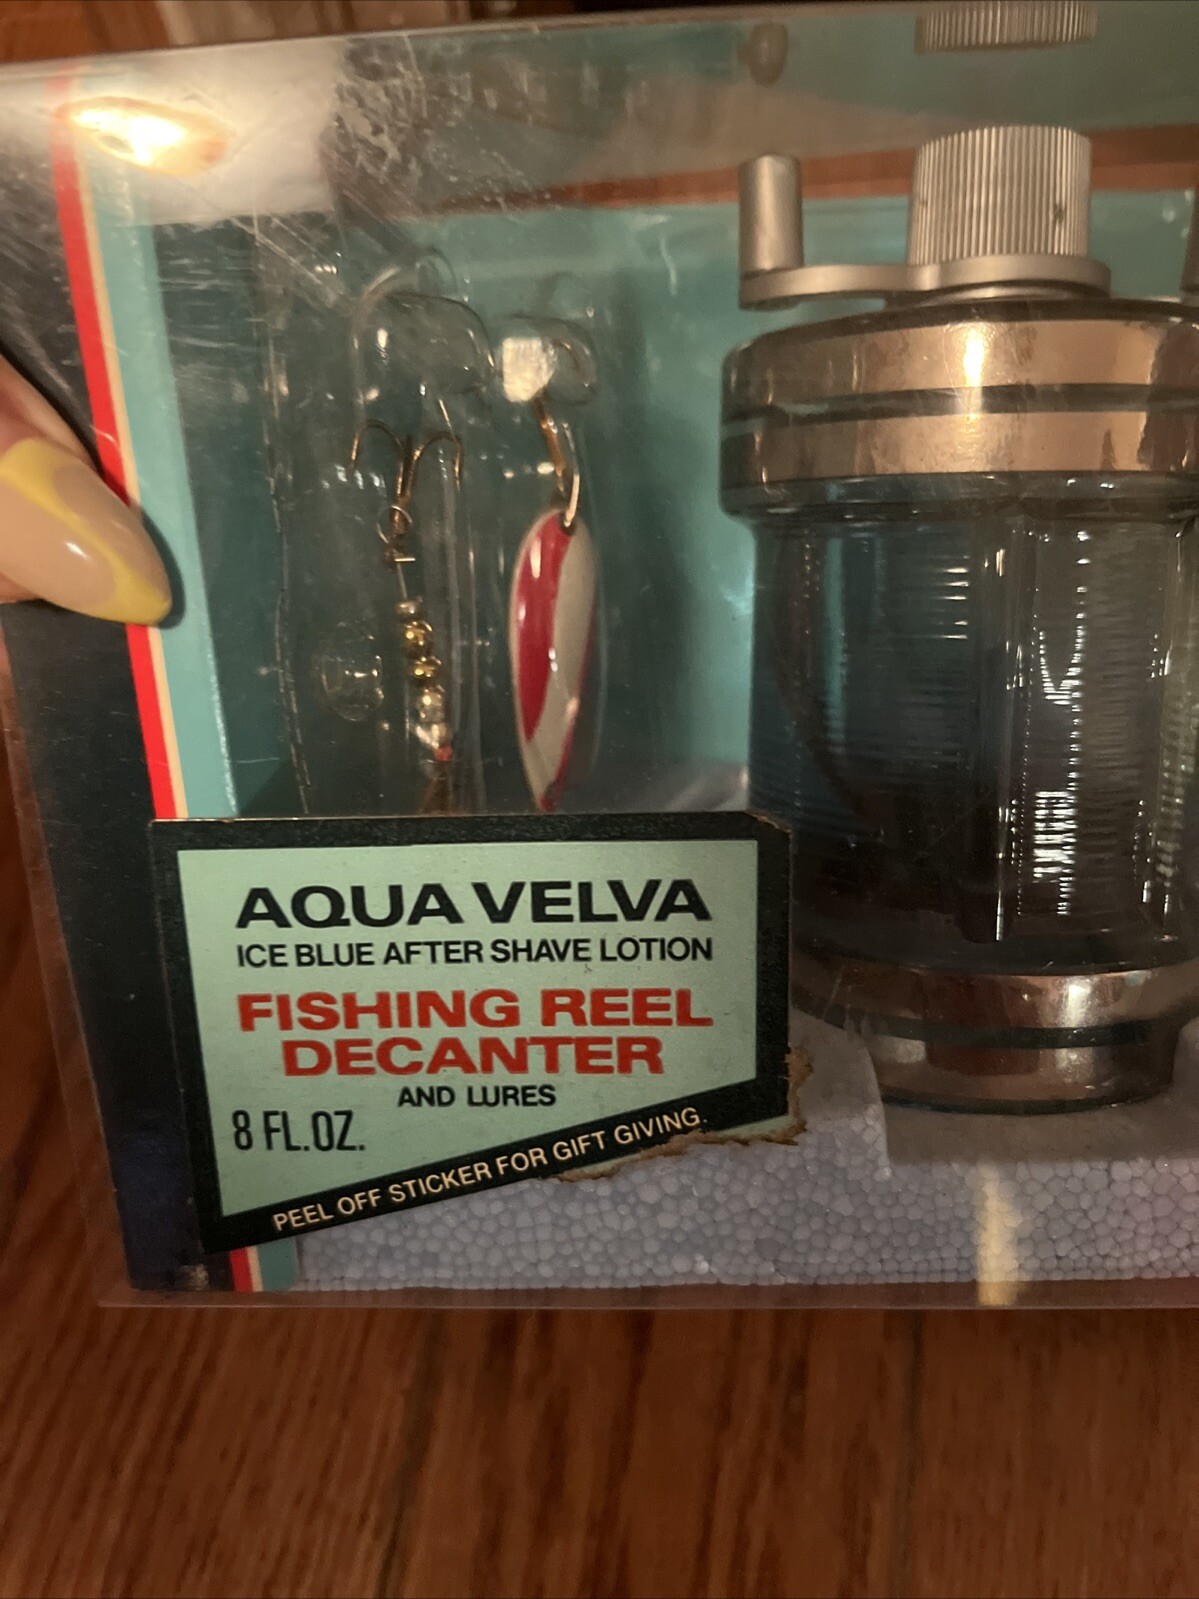 AQUA VELVA
ICE BLUE AFTER SHAVE LOTION
FISHING REEL
DECANTER
AND LURES
8 FL.OZ.
PEEL OFF STICKER FOR GIFT GIVING.